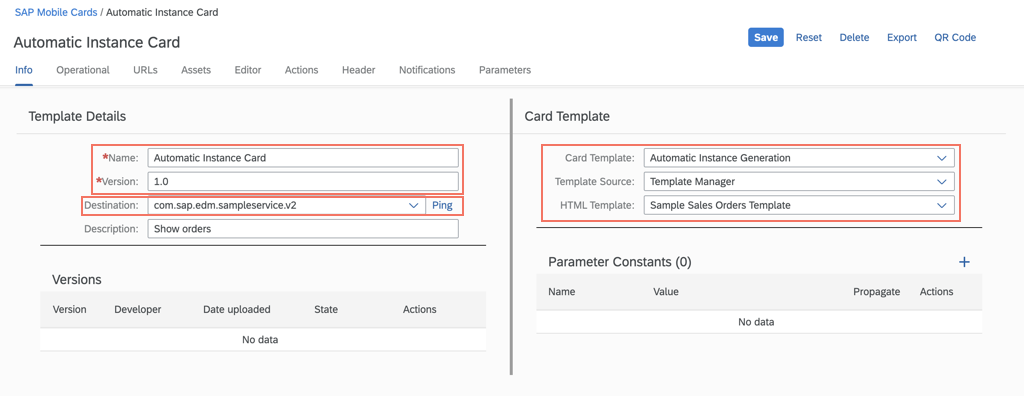 SAP Mobile Cards / Automatic Instance Card
Automatic Instance Card
Save Reset Delete Export QR Code
Info Operational URLs Assets Editor Actions Header Notifications Parameters
Template Details
*Name: Automatic Instance Card
*Version: 1.0
Destination: com.sap.edm.sampleservice.v2 Ping
Description: Show orders
Versions
Version Developer Date uploaded State Actions
No data
Card Template
Card Template: Automatic Instance Generation
Template Source: Template Manager
HTML Template: Sample Sales Orders Template
Parameter Constants (0) +
Name Value Propagate Actions
No data